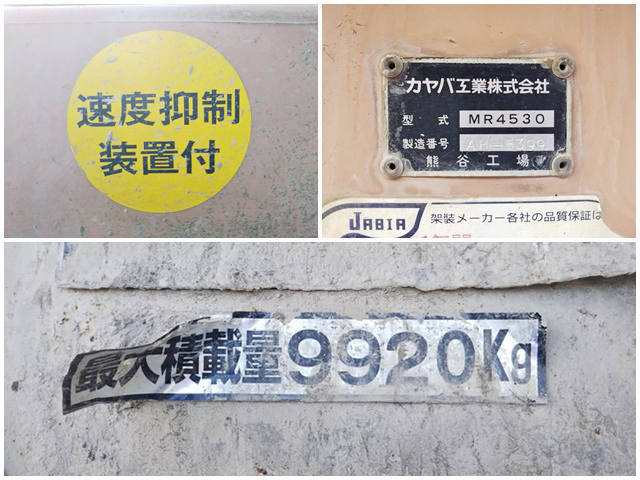 速度抑制
装置付
カヤバ工業株式会社
型式 MR4530
製造番号
熊谷工場
JABIA 架装メーカー各社の品質保証は
最大積載量9920Kg